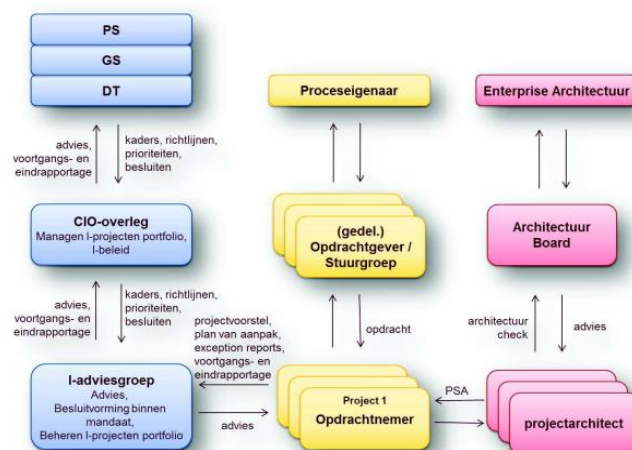 PS
GS
DT
Proceseigenaar
Enterprise Architectuur
advies,
voortgangs- en
eindrapportage
kaders, richtlijnen,
prioriteiten,
besluiten
CIO-overleg
Managen I-projecten portfolio,
I-beleid
(gedel.)
Opdrachtgever /
Stuurgroep
Architectuur
Board
advies,
voortgangs- en
eindrapportage
kaders, richtlijnen,
prioriteiten,
besluiten
projectvoorstel,
plan van aanpak,
exception reports,
voortgangs- en
eindrapportage
opdracht
architectuur
check
advies
I-adviesgroep
Advies,
Besluitvorming binnen
mandaat,
Beheren I-projecten portfolio
advies
Project 1
Opdrachtnemer
PSA
projectarchitect